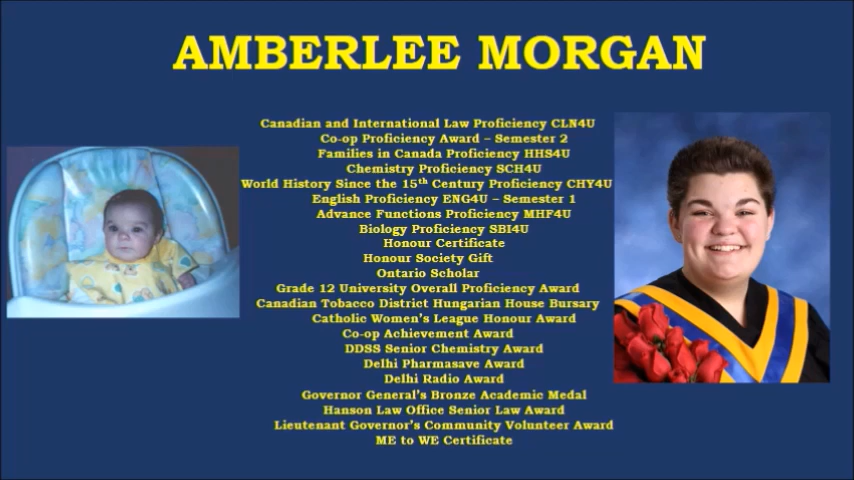 AMBERLEE MORGAN
Canadian and International Law Proficiency CLN4U
Co-op Proficiency Award – Semester 2
Families in Canada Proficiency HHS4U
Chemistry Proficiency SCH4U
World History Since the 15th Century Proficiency CHY4U
English Proficiency ENG4U – Semester 1
Advance Functions Proficiency MHF4U
Biology Proficiency SBI4U
Honour Certificate
Honour Society Gift
Ontario Scholar
Grade 12 University Overall Proficiency Award
Canadian Tobacco District Hungarian House Bursary
Catholic Women's League Honour Award
Co-op Achievement Award
DDSS Senior Chemistry Award
Delhi Pharmasave Award
Delhi Radio Award
Governor General's Bronze Academic Medal
Hanson Law Office Senior Law Award
Lieutenant Governor's Community Volunteer Award
ME to WE Certificate